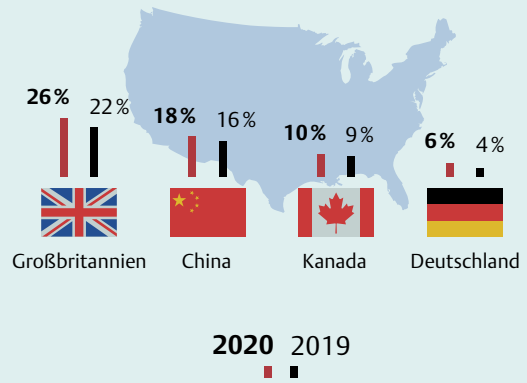 26 % 22 % 18 % 16 % 10 % 9 % 6 % 4 %
Großbritannien China Kanada Deutschland
2020 2019